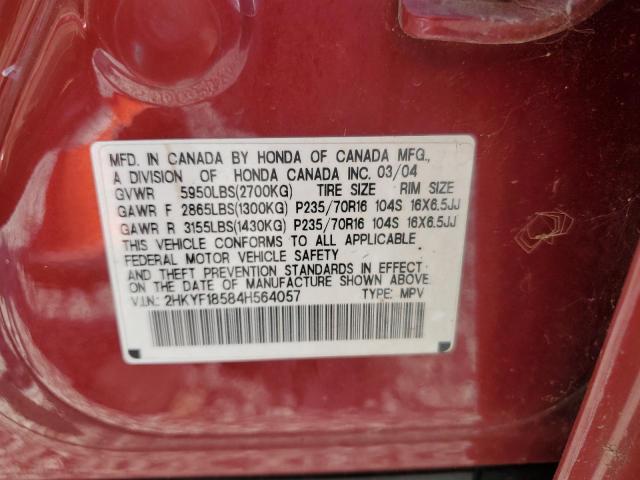 MFD. IN CANADA BY HONDA OF CANADA MFG.,
A DIVISION OF HONDA CANADA INC. 03/04
GVWR 5950LBS(2700KG) TIRE SIZE RIM SIZE
GAWR F 2865LBS(1300KG) P235/70R16 104S 16X6.5JJ
GAWR R 3155LBS(1430KG) P235/70R16 104S 16X6.5JJ
THIS VEHICLE CONFORMS TO ALL APPLICABLE
FEDERAL MOTOR VEHICLE SAFETY
AND THEFT PREVENTION STANDARDS IN EFFECT
ON THE DATE OF MANUFACTURE SHOWN ABOVE.
V.I.N.: 2HKYF18584H564057 TYPE: MPV